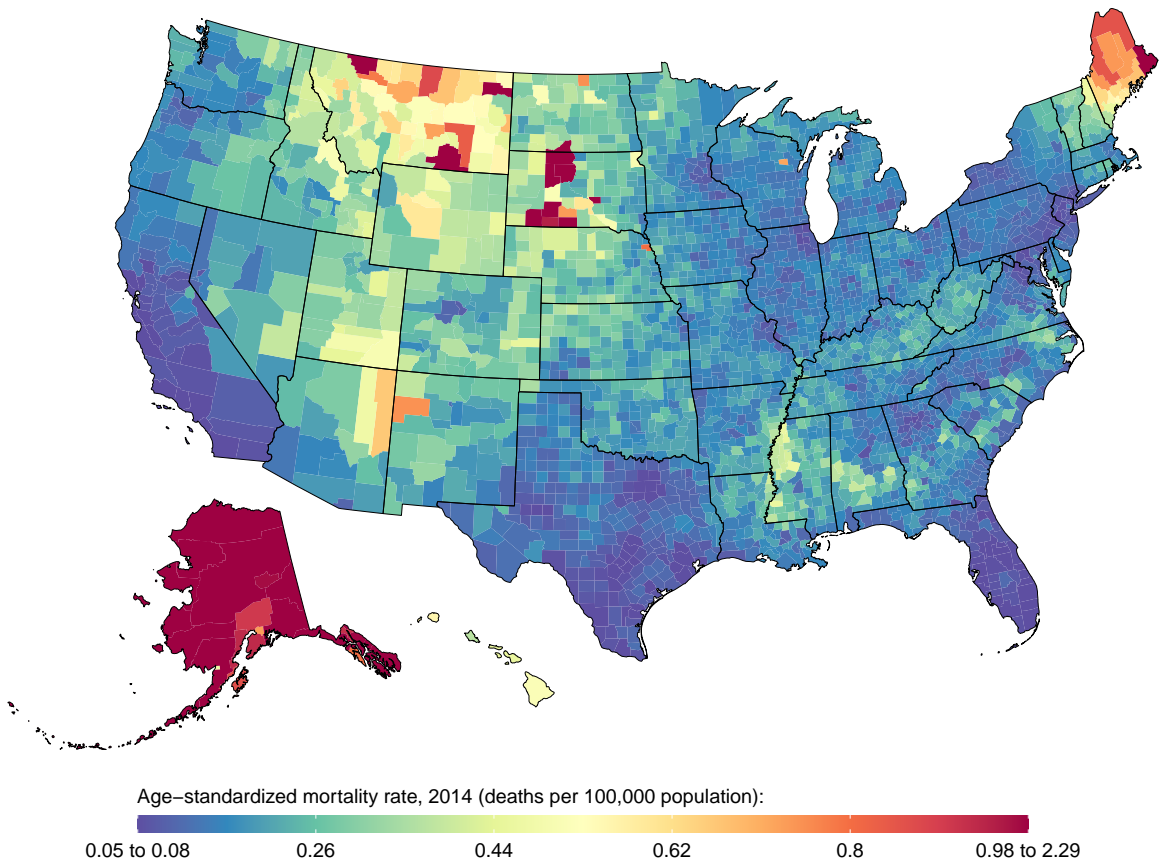 Age−standardized mortality rate, 2014 (deaths per 100,000 population):
0.05 to 0.08 0.26 0.44 0.62 0.8 0.98 to 2.29